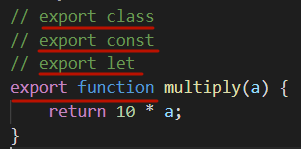 // export class
// export const
// export let
export function multiply(a) {
    return 10 * a;
}